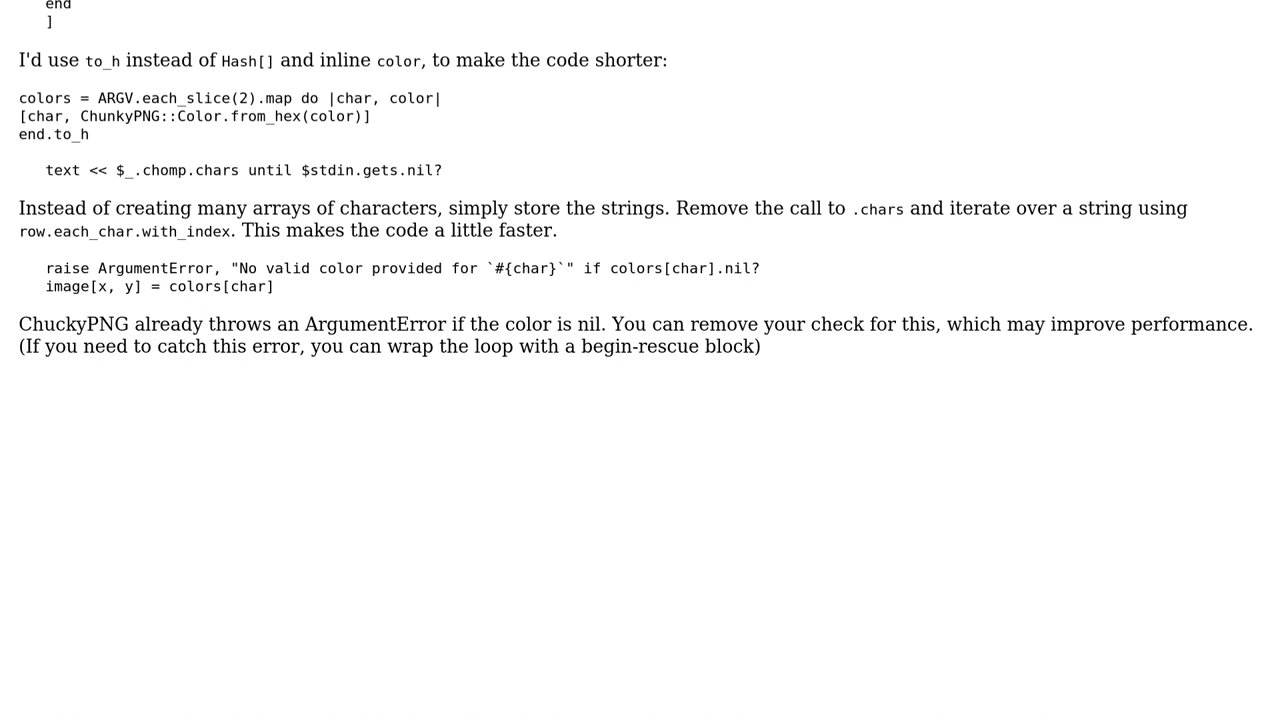 end
]
I'd use to_h instead of Hash[] and inline color, to make the code shorter:
colors = ARGV.each_slice(2).map do |char, color|
[char, ChunkyPNG::Color.from_hex(color)]
end.to_h
text << $_.chomp.chars until $stdin.gets.nil?
Instead of creating many arrays of characters, simply store the strings. Remove the call to .chars and iterate over a string using
row.each_char.with_index. This makes the code a little faster.
raise ArgumentError, "No valid color provided for `#{char}`" if colors[char].nil?
image[x, y] = colors[char]
ChuckyPNG already throws an ArgumentError if the color is nil. You can remove your check for this, which may improve performance.
(If you need to catch this error, you can wrap the loop with a begin-rescue block)